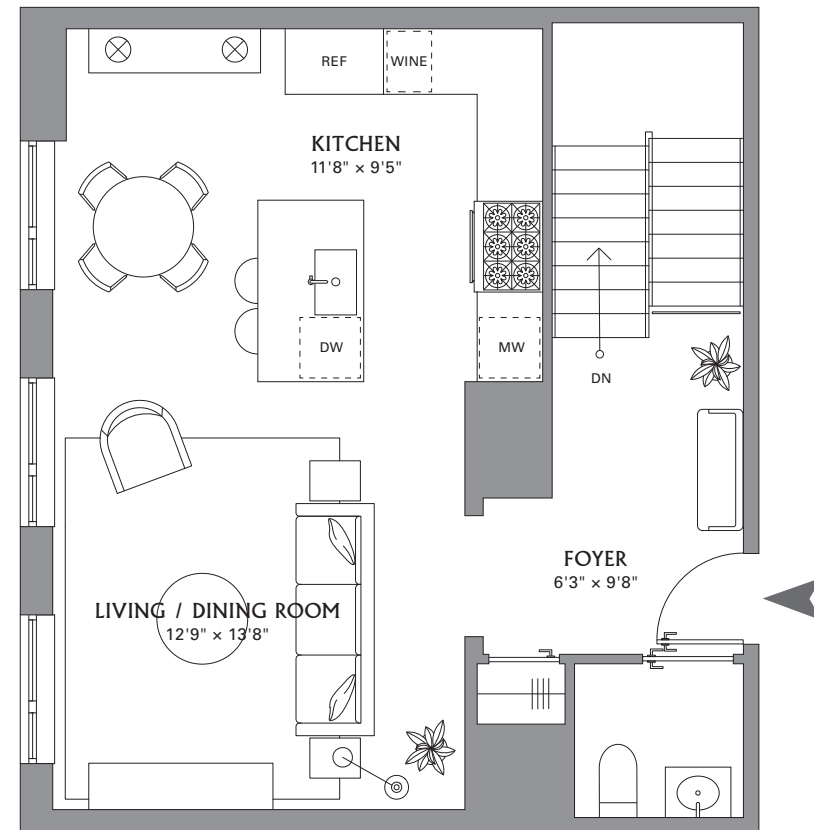 REF
WINE
KITCHEN
11'8" × 9'5"
DW
MW
DN
FOYER
6'3" × 9'8"
LIVING / DINING ROOM
12'9" × 13'8"